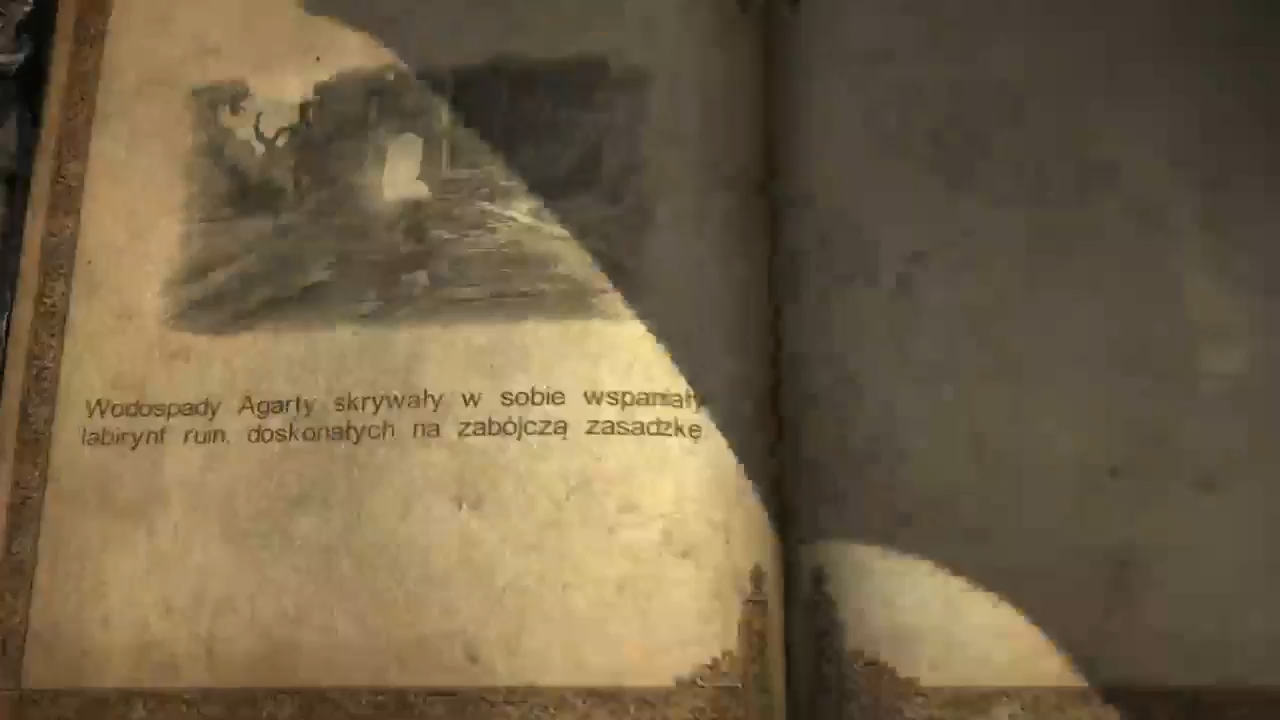 Wodospady Agarty skrywały w sobie wspaniały
labirynt ruin, doskonałych na zabójczą zasadzkę